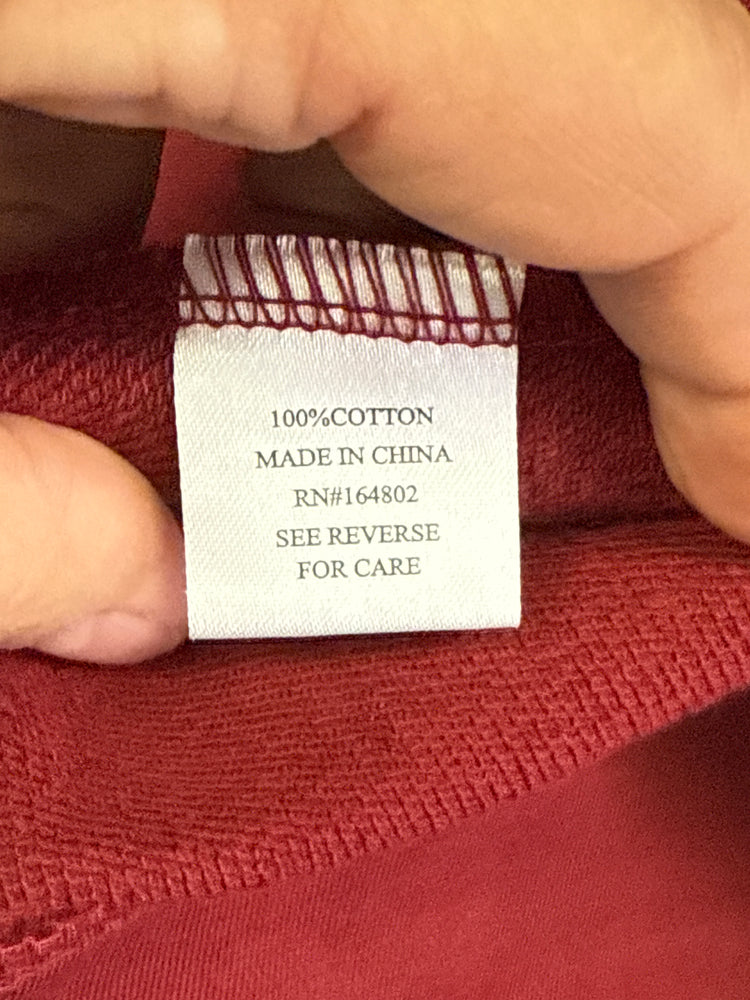 100%COTTON
MADE IN CHINA
RN#164802
SEE REVERSE
FOR CARE